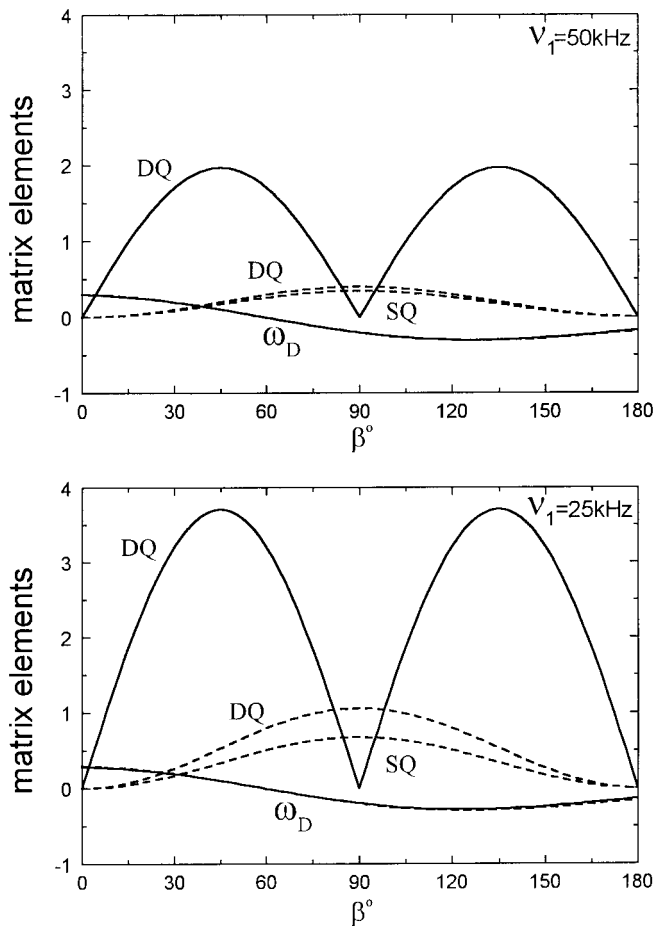 ν₁=50kHz
4
3
2
1
0
-1
DQ
DQ
SQ
ω_D
0 30 60 90 120 150 180
β°
matrix elements
ν₁=25kHz
4
3
2
1
0
-1
DQ
DQ
SQ
ω_D
0 30 60 90 120 150 180
β°
matrix elements